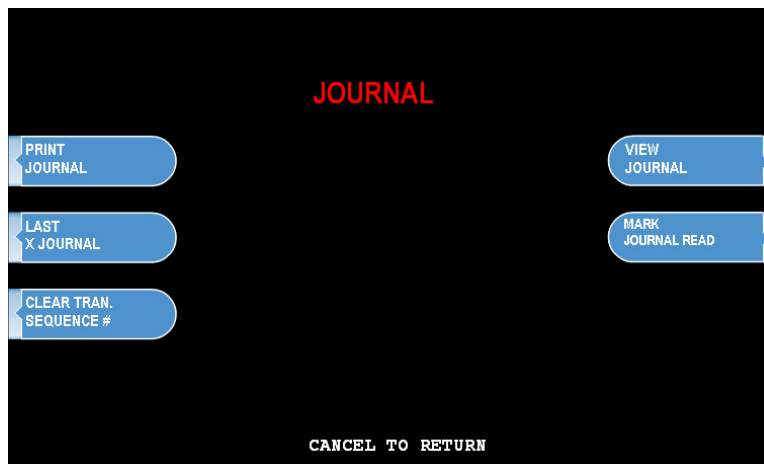 JOURNAL
PRINT
JOURNAL
VIEW
JOURNAL
LAST
X JOURNAL
MARK
JOURNAL READ
CLEAR TRAN.
SEQUENCE #
CANCEL TO RETURN